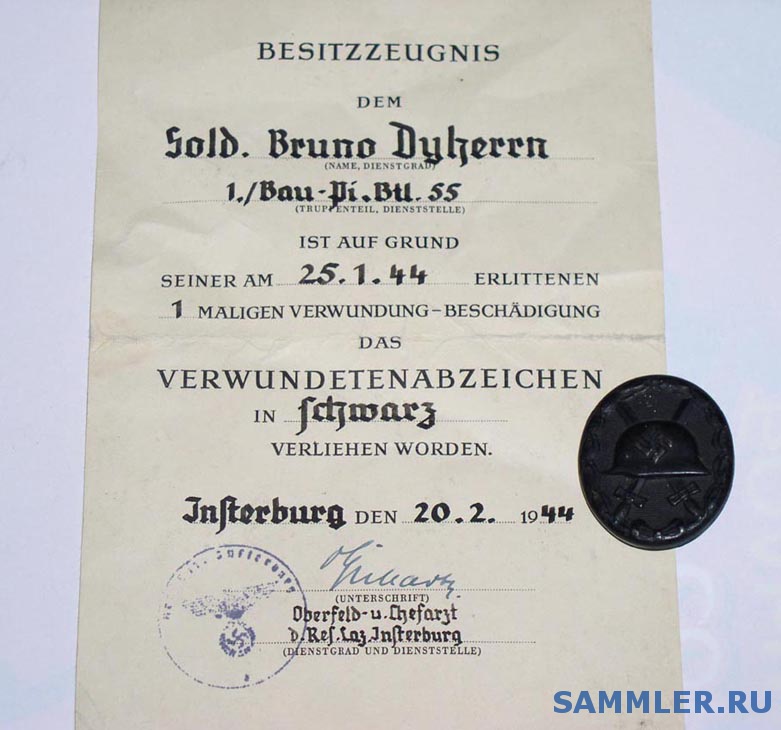 BESITZZEUGNIS
DEM
Sold. Bruno Dyherrn
(NAME, DIENSTGRAD)
1./Bau-Pi.Btl. 55
(TRUPPENTEIL, DIENSTSTELLE)
IST AUF GRUND
SEINER AM 25.1.44 ERLITTENEN
1 MALIGEN VERWUNDUNG – BESCHÄDIGUNG
DAS
VERWUNDETENABZEICHEN
IN schwarz
VERLIEHEN WORDEN.
Insterburg DEN 20.2. 1944
Insterburg
(UNTERSCHRIFT)
Oberfeld-u.Chefarzt
d.Res.Laz.Insterburg
(DIENSTGRAD UND DIENSTSTELLE)
SAMMLER.RU